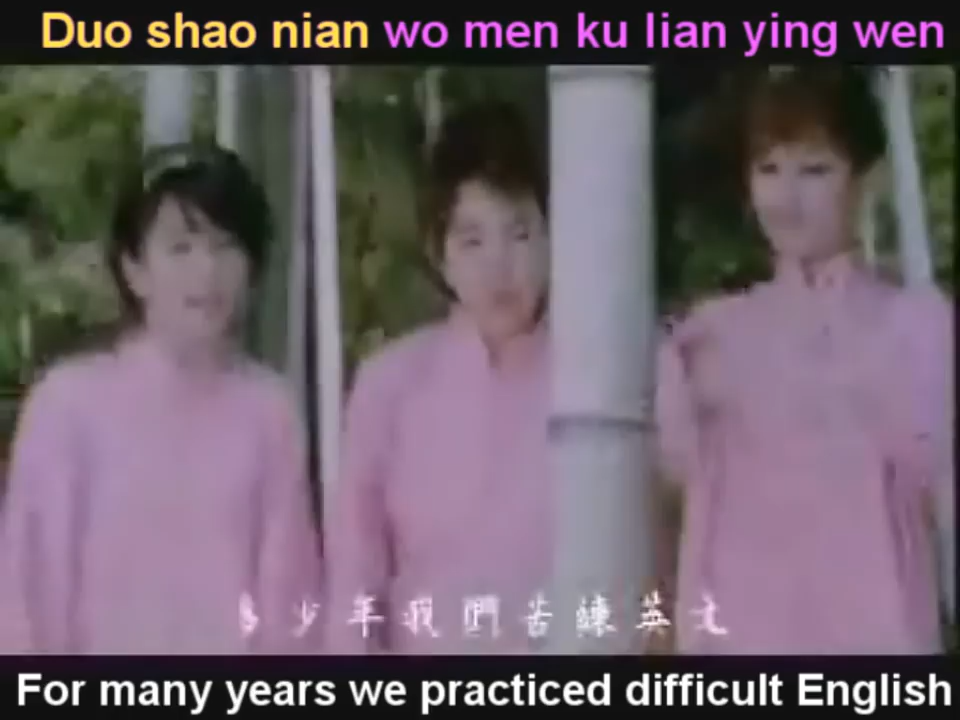 Duo shao nian wo men ku lian ying wen
多少年我們苦練英文
For many years we practiced difficult English